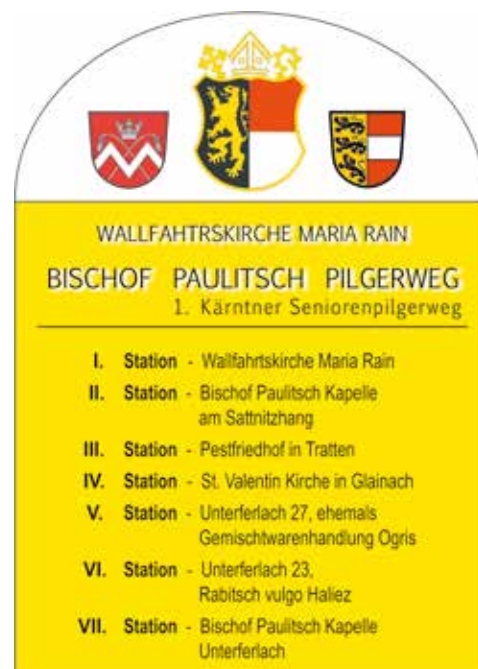 WALLFAHTRSKIRCHE MARIA RAIN
BISCHOF PAULITSCH PILGERWEG
1. Kärntner Seniorenpilgerweg
I. Station - Wallfahrtskirche Maria Rain
II. Station - Bischof Paulitsch Kapelle
am Sattnitzhang
III. Station - Pestfriedhof in Tratten
IV. Station - St. Valentin Kirche in Glainach
V. Station - Unterferlach 27, ehemals
Gemischtwarenhandlung Ogris
VI. Station - Unterferlach 23,
Rabitsch vulgo Haliez
VII. Station - Bischof Paulitsch Kapelle
Unterferlach